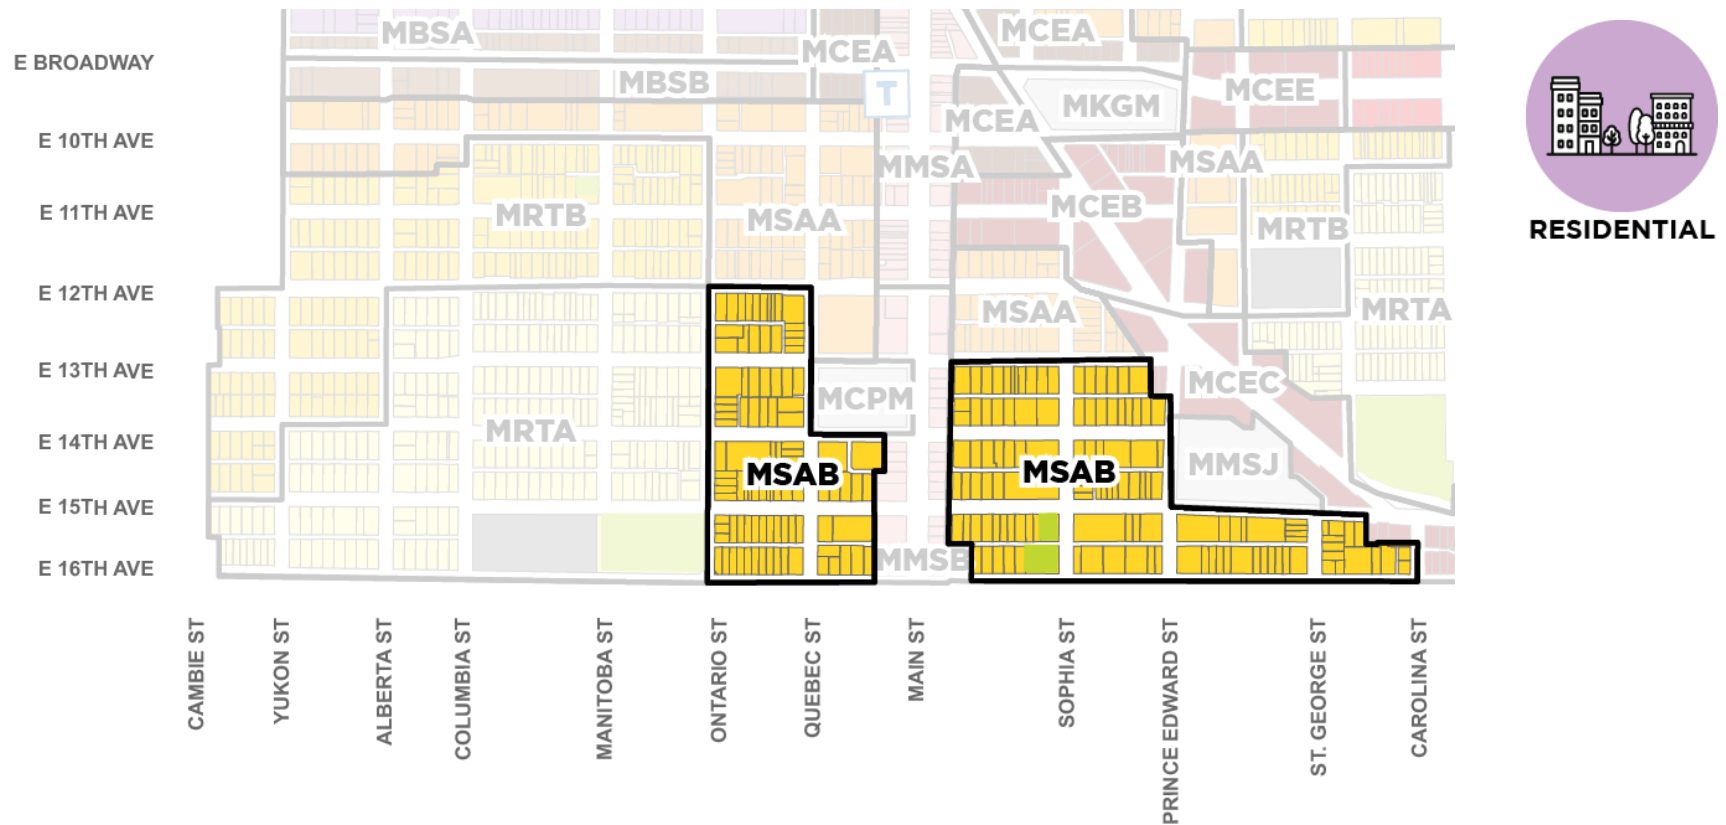 MBSA
MCEA
MCEA
E BROADWAY
MBSB
T
MCEE
MKGM
MCEA
E 10TH AVE
MMSA
MSAA
RESIDENTIAL
E 11TH AVE
MRTB
MSAA
MCEB
MRTB
E 12TH AVE
MSAA
MRTA
E 13TH AVE
MCPM
MCEC
E 14TH AVE
MRTA
MSAB
MSAB
MMSJ
E 15TH AVE
E 16TH AVE
MMSB
CAMBIE ST
YUKON ST
ALBERTA ST
COLUMBIA ST
MANITOBA ST
ONTARIO ST
QUEBEC ST
MAIN ST
SOPHIA ST
PRINCE EDWARD ST
ST. GEORGE ST
CAROLINA ST